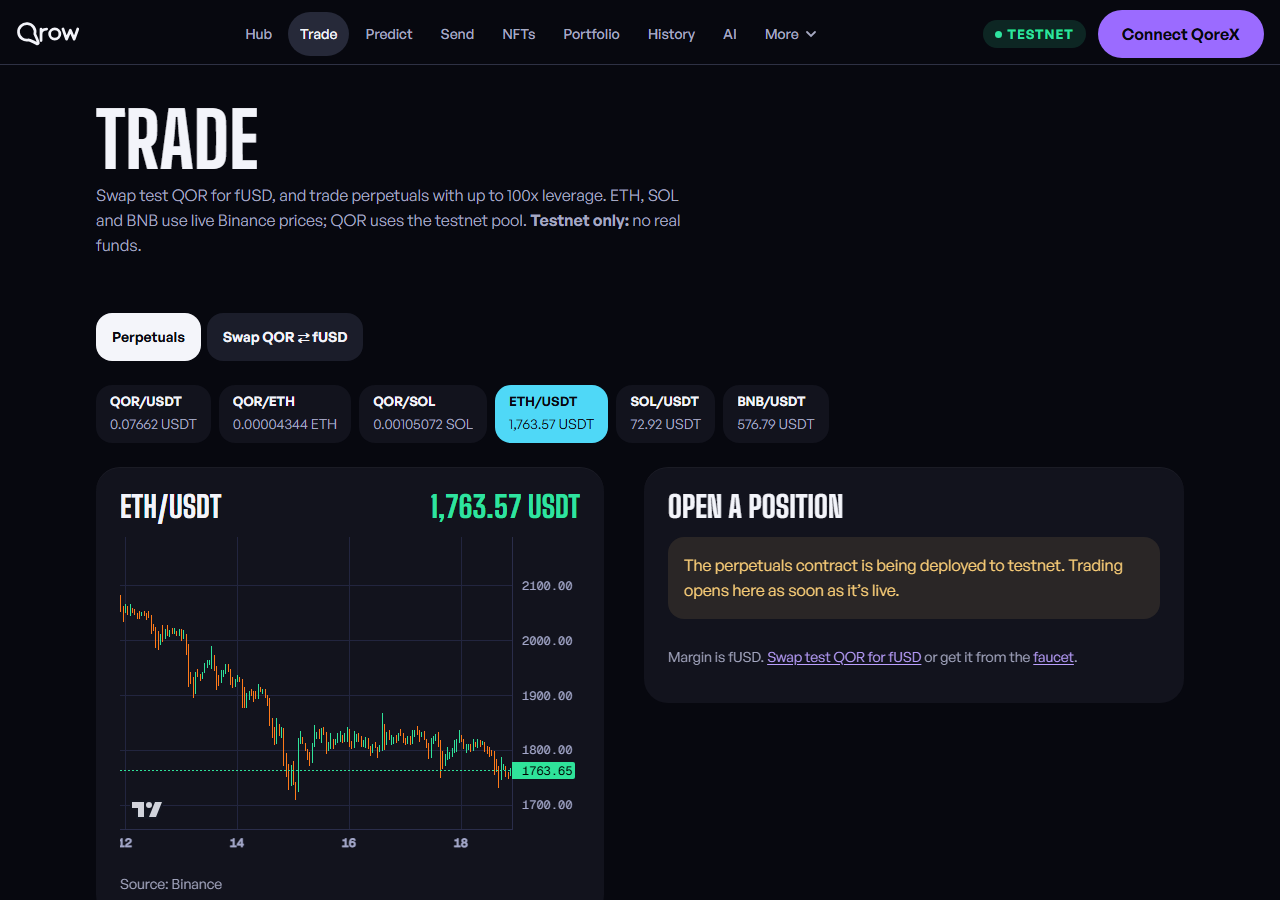 Qrow
Hub
Trade
Predict
Send
NFTs
Portfolio
History
AI
More
TESTNET
Connect QoreX
TRADE
Swap test QOR for fUSD, and trade perpetuals with up to 100x leverage. ETH, SOL
and BNB use live Binance prices; QOR uses the testnet pool. Testnet only: no real
funds.
Perpetuals
Swap QOR ⇄ fUSD
QOR/USDT
0.07662 USDT
QOR/ETH
0.00004344 ETH
QOR/SOL
0.00105072 SOL
ETH/USDT
1,763.57 USDT
SOL/USDT
72.92 USDT
BNB/USDT
576.79 USDT
ETH/USDT
1,763.57 USDT
2100.00
2000.00
1900.00
1800.00
1763.65
1700.00
12
14
16
18
Source: Binance
OPEN A POSITION
The perpetuals contract is being deployed to testnet. Trading
opens here as soon as it’s live.
Margin is fUSD. Swap test QOR for fUSD or get it from the faucet.